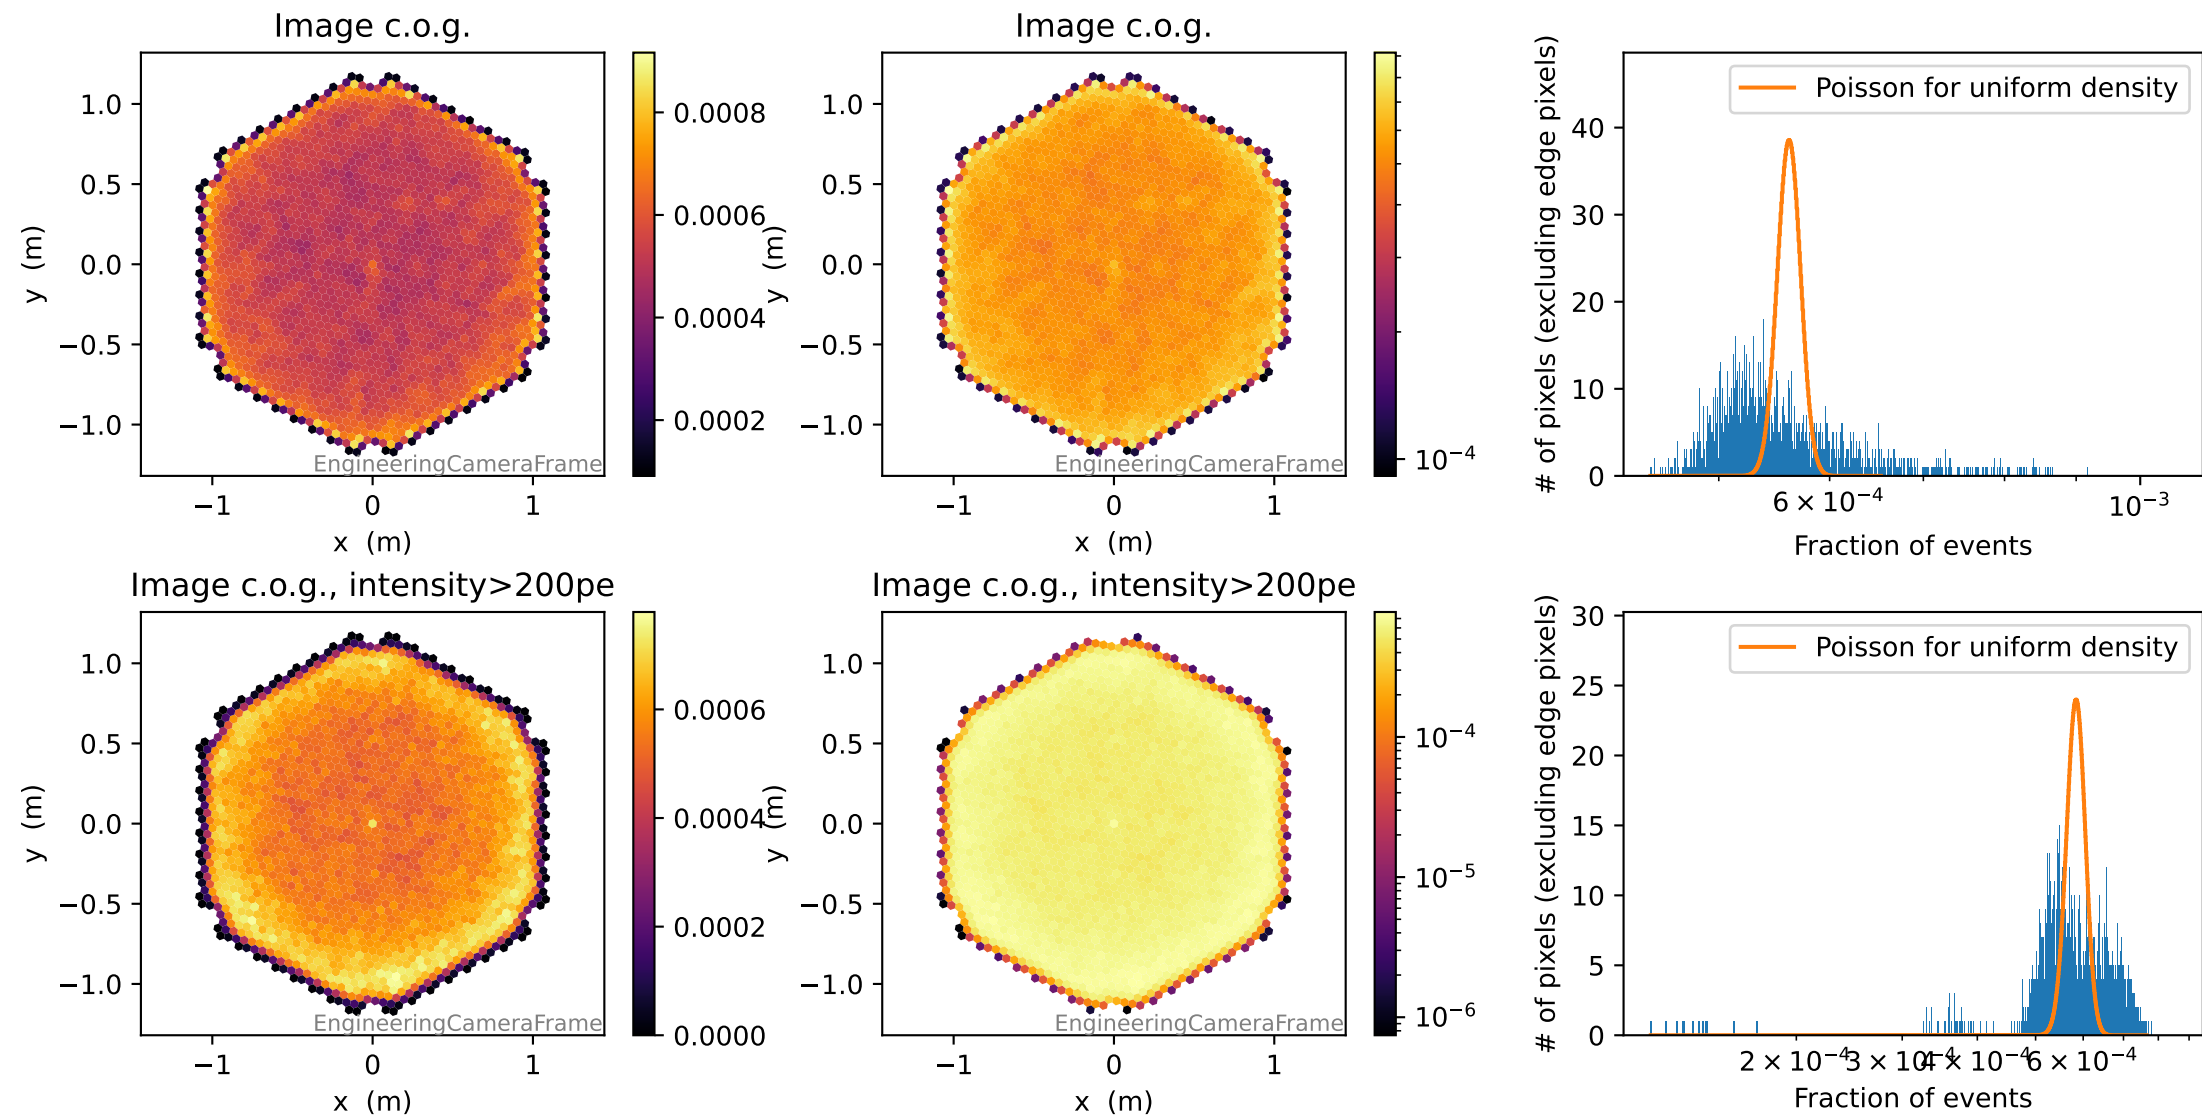 Image c.o.g.
1.0
0.5
0.0
−0.5
−1.0
y (m)
−1
0
1
x (m)
EngineeringCameraFrame
0.0008
0.0006
0.0004
0.0002
Image c.o.g.
1.0
0.5
0.0
−0.5
−1.0
y (m)
−1
0
1
x (m)
EngineeringCameraFrame
10⁻⁴
# of pixels (excluding edge pixels)
40
30
20
10
0
Poisson for uniform density
6 × 10⁻⁴
10⁻³
Fraction of events
Image c.o.g., intensity>200pe
1.0
0.5
0.0
−0.5
−1.0
y (m)
−1
0
1
x (m)
EngineeringCameraFrame
0.0006
0.0004
0.0002
0.0000
Image c.o.g., intensity>200pe
1.0
0.5
0.0
−0.5
−1.0
y (m)
−1
0
1
x (m)
EngineeringCameraFrame
10⁻⁴
10⁻⁵
10⁻⁶
# of pixels (excluding edge pixels)
30
25
20
15
10
5
0
Poisson for uniform density
2 × 10⁻⁴
3 × 10⁻⁴
4 × 10⁻⁴
6 × 10⁻⁴
Fraction of events